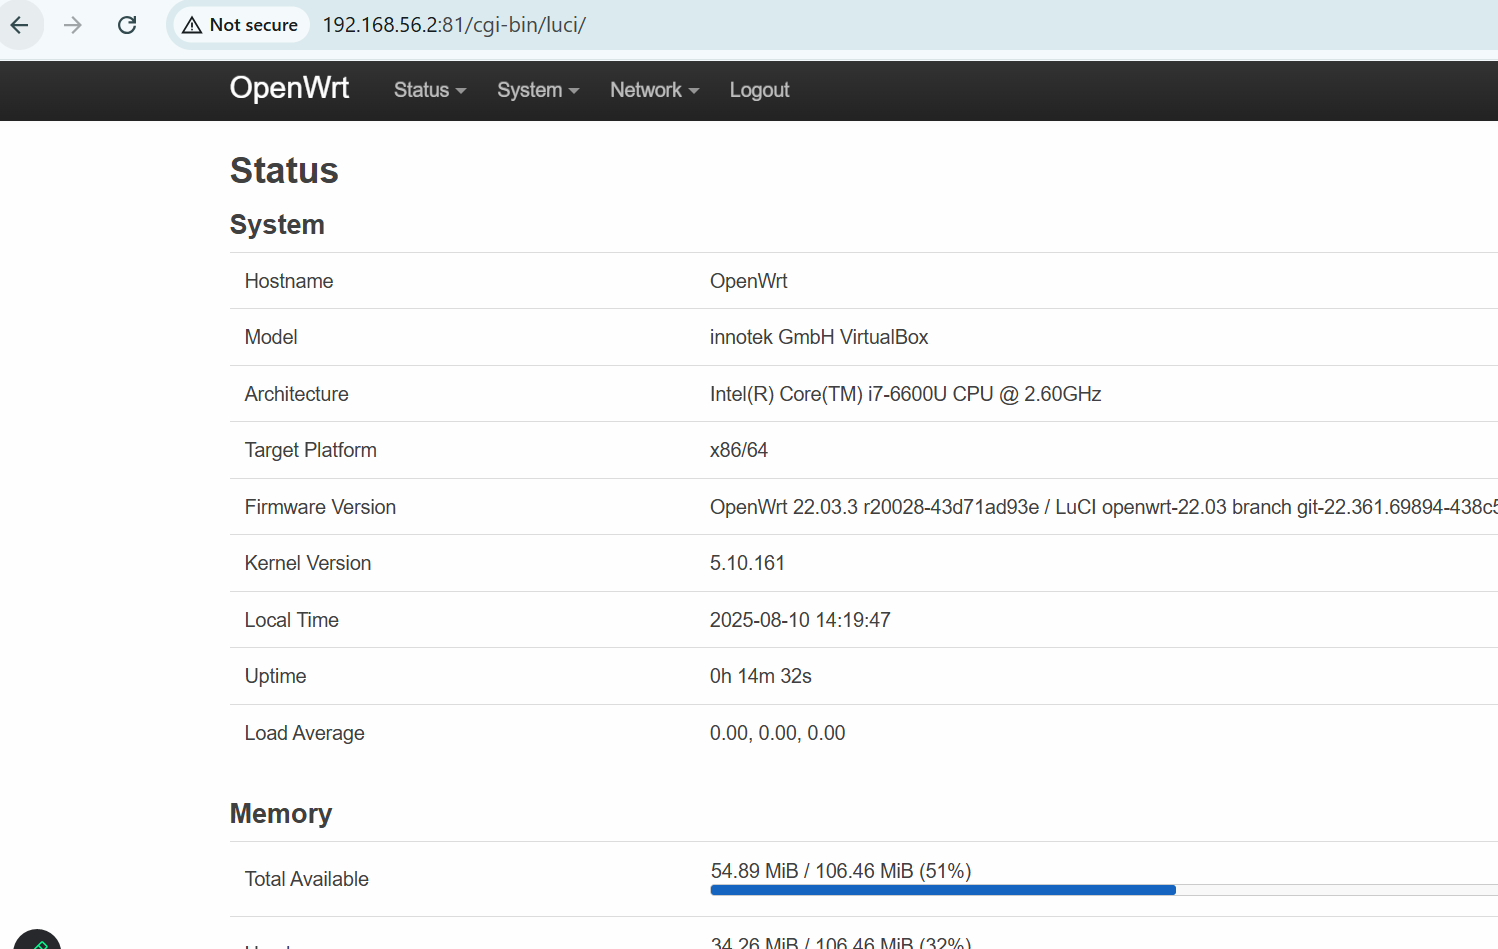 Not secure 192.168.56.2:81/cgi-bin/luci/
OpenWrt Status System Network Logout
Status
System
Hostname OpenWrt
Model innotek GmbH VirtualBox
Architecture Intel(R) Core(TM) i7-6600U CPU @ 2.60GHz
Target Platform x86/64
Firmware Version OpenWrt 22.03.3 r20028-43d71ad93e / LuCI openwrt-22.03 branch git-22.361.69894-438c5
Kernel Version 5.10.161
Local Time 2025-08-10 14:19:47
Uptime 0h 14m 32s
Load Average 0.00, 0.00, 0.00
Memory
Total Available 54.89 MiB / 106.46 MiB (51%)
34.26 MiB / 106.46 MiB (32%)